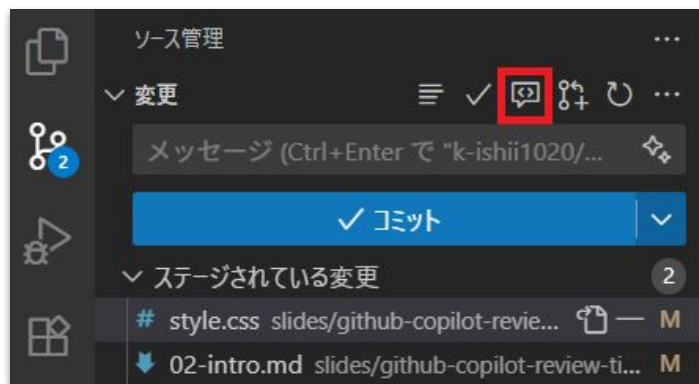 ソース管理
変更
2
メッセージ (Ctrl+Enter で "k-ishii1020/...
コミット
ステージされている変更 2
# style.css slides/github-copilot-revie... M
02-intro.md slides/github-copilot-review-ti... M